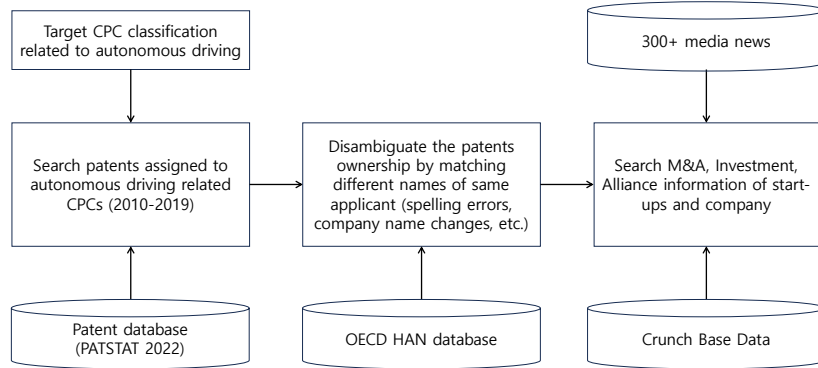 Target CPC classification
related to autonomous driving
300+ media news
Search patents assigned to
autonomous driving related
CPCs (2010-2019)
Disambiguate the patents
ownership by matching
different names of same
applicant (spelling errors,
company name changes, etc.)
Search M&A, Investment,
Alliance information of start-
ups and company
Patent database
(PATSTAT 2022)
OECD HAN database
Crunch Base Data